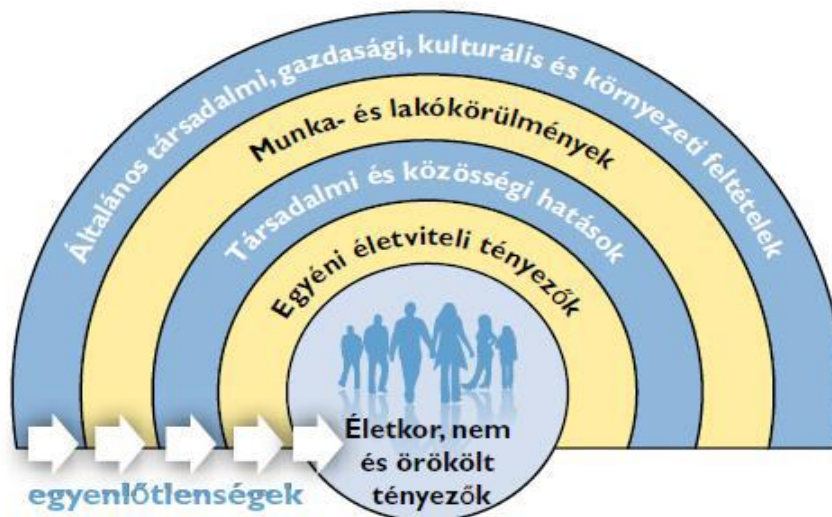 Általános társadalmi, gazdasági, kulturális és környezeti feltételek
Munka- és lakókörülmények
Társadalmi és közösségi hatások
Egyéni életviteli tényezők
Életkor, nem
és örökölt
tényezők
egyenlőtlenségek